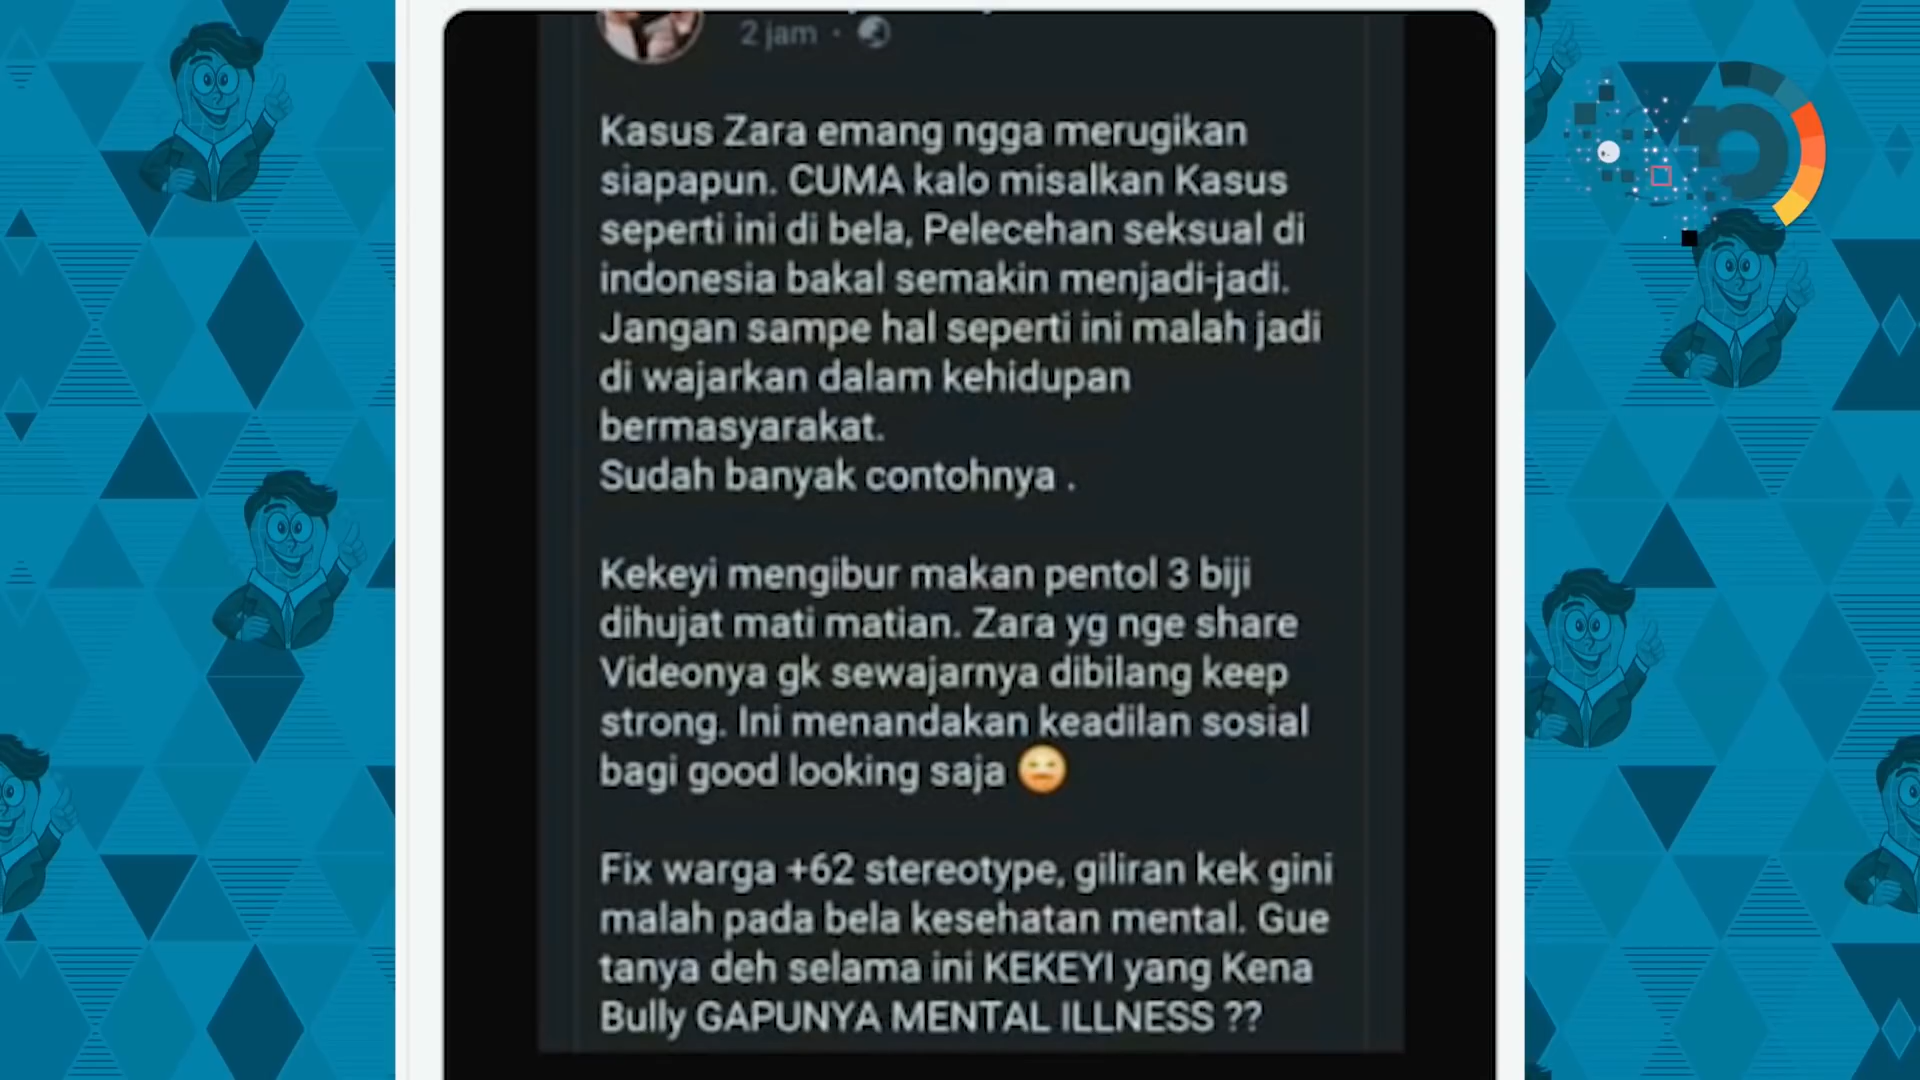 2 jam ·
Kasus Zara emang ngga merugikan
siapapun. CUMA kalo misalkan Kasus
seperti ini di bela, Pelecehan seksual di
indonesia bakal semakin menjadi-jadi.
Jangan sampe hal seperti ini malah jadi
di wajarkan dalam kehidupan
bermasyarakat.
Sudah banyak contohnya .
Kekeyi mengibur makan pentol 3 biji
dihujat mati matian. Zara yg nge share
Videonya gk sewajarnya dibilang keep
strong. Ini menandakan keadilan sosial
bagi good looking saja 😑
Fix warga +62 stereotype, giliran kek gini
malah pada bela kesehatan mental. Gue
tanya deh selama ini KEKEYI yang Kena
Bully GAPUNYA MENTAL ILLNESS ??